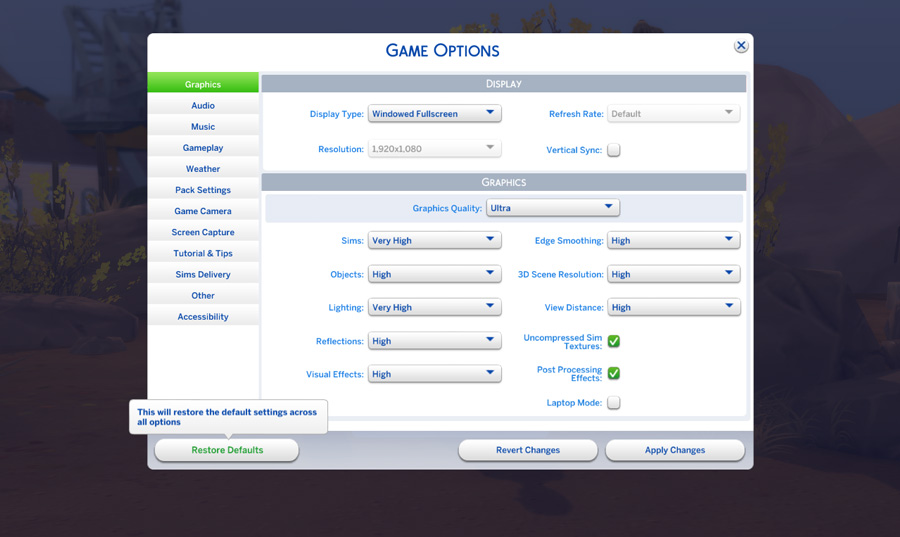 GAME OPTIONS
Graphics
Audio
Music
Gameplay
Weather
Pack Settings
Game Camera
Screen Capture
Tutorial & Tips
Sims Delivery
Other
Accessibility
DISPLAY
Display Type: Windowed Fullscreen
Refresh Rate: Default
Resolution: 1,920x1,080
Vertical Sync:
GRAPHICS
Graphics Quality: Ultra
Sims: Very High
Edge Smoothing: High
Objects: High
3D Scene Resolution: High
Lighting: Very High
View Distance: High
Reflections: High
Uncompressed Sim
Textures:
Visual Effects: High
Post Processing
Effects:
Laptop Mode:
This will restore the default settings across
all options
Restore Defaults
Revert Changes
Apply Changes